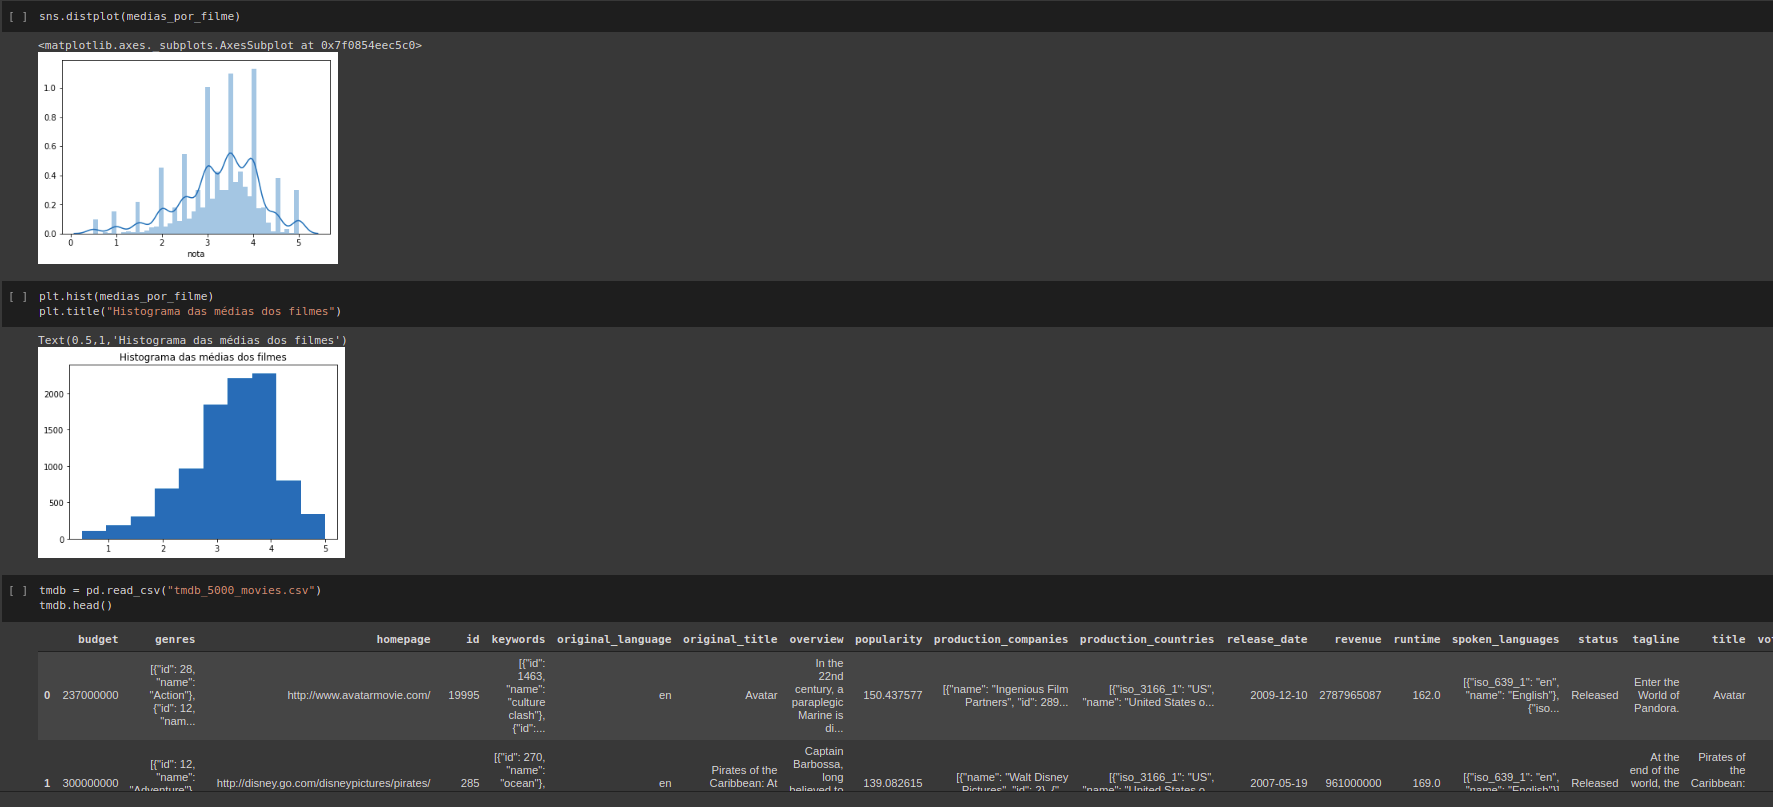 [ ] sns.distplot(medias_por_filme)
<matplotlib.axes._subplots.AxesSubplot at 0x7f0854eec5c0>
1.0
0.8
0.6
0.4
0.2
0.0
0 1 2 3 4 5
nota
[ ] plt.hist(medias_por_filme)
plt.title("Histograma das médias dos filmes")
Text(0.5,1,'Histograma das médias dos filmes')
Histograma das médias dos filmes
2000
1500
1000
500
0
1 2 3 4 5
[ ] tmdb = pd.read_csv("tmdb_5000_movies.csv")
tmdb.head()
budget genres homepage id keywords original_language original_title overview popularity production_companies production_countries release_date revenue runtime spoken_languages status tagline title
0
237000000
[{"id": 28,
"name":
"Action"},
{"id": 12,
"nam...
http://www.avatarmovie.com/
19995
[{"id":
1463,
"name":
"culture
clash"},
{"id":...
en
Avatar
In the
22nd
century, a
paraplegic
Marine is
di...
150.437577
[{"name": "Ingenious Film
Partners", "id": 289...
[{"iso_3166_1": "US",
"name": "United States o...
2009-12-10
2787965087
162.0
[{"iso_639_1": "en",
"name": "English"},
{"iso...
Released
Enter the
World of
Pandora.
Avatar
1
300000000
[{"id": 12,
"name":
"Adventure"},
http://disney.go.com/disneypictures/pirates/
285
[{"id": 270,
"name":
"ocean"},
en
Pirates of the
Caribbean: At
Captain
Barbossa,
long
believed to
139.082615
[{"name": "Walt Disney
Pictures", "id": 2}, {"
[{"iso_3166_1": "US",
"name": "United States o...
2007-05-19
961000000
169.0
[{"iso_639_1": "en",
"name": "English"}]
Released
At the
end of the
world, the
Pirates of
the
Caribbean: